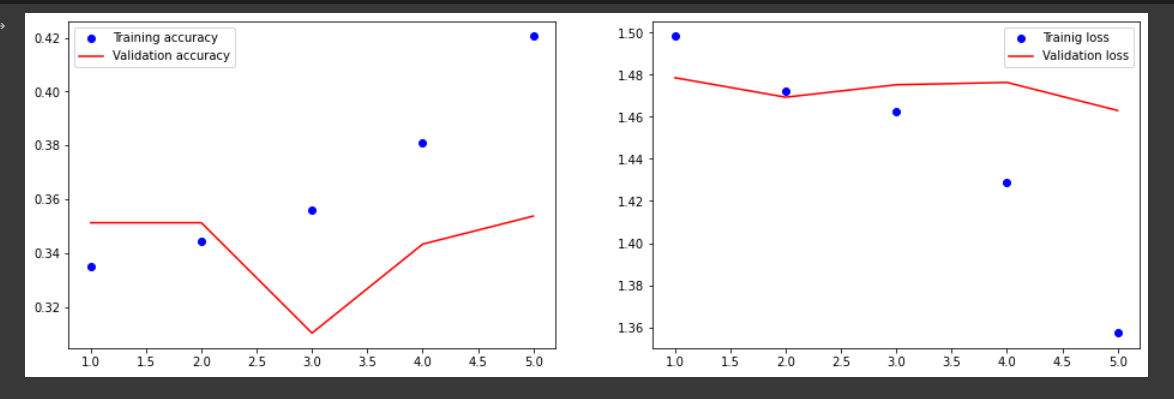 Training accuracy
Validation accuracy
0.42
0.40
0.38
0.36
0.34
0.32
1.0 1.5 2.0 2.5 3.0 3.5 4.0 4.5 5.0
Trainig loss
Validation loss
1.50
1.48
1.46
1.44
1.42
1.40
1.38
1.36
1.0 1.5 2.0 2.5 3.0 3.5 4.0 4.5 5.0